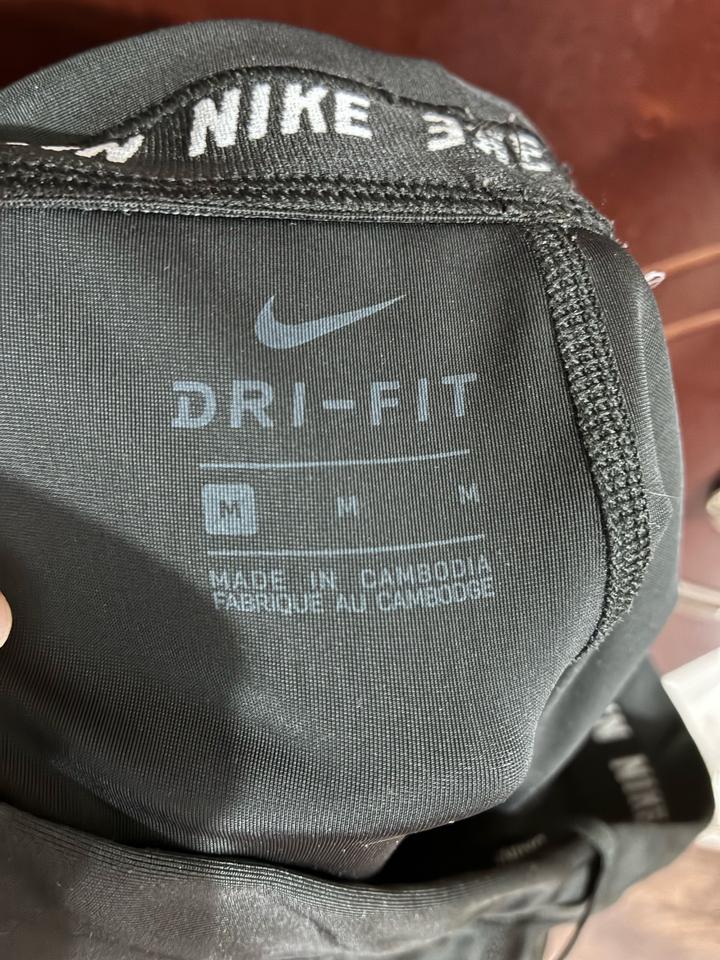 NIKE
DRI-FIT
M M M
MADE IN CAMBODIA
FABRIQUE AU CAMBODGE
NIKE